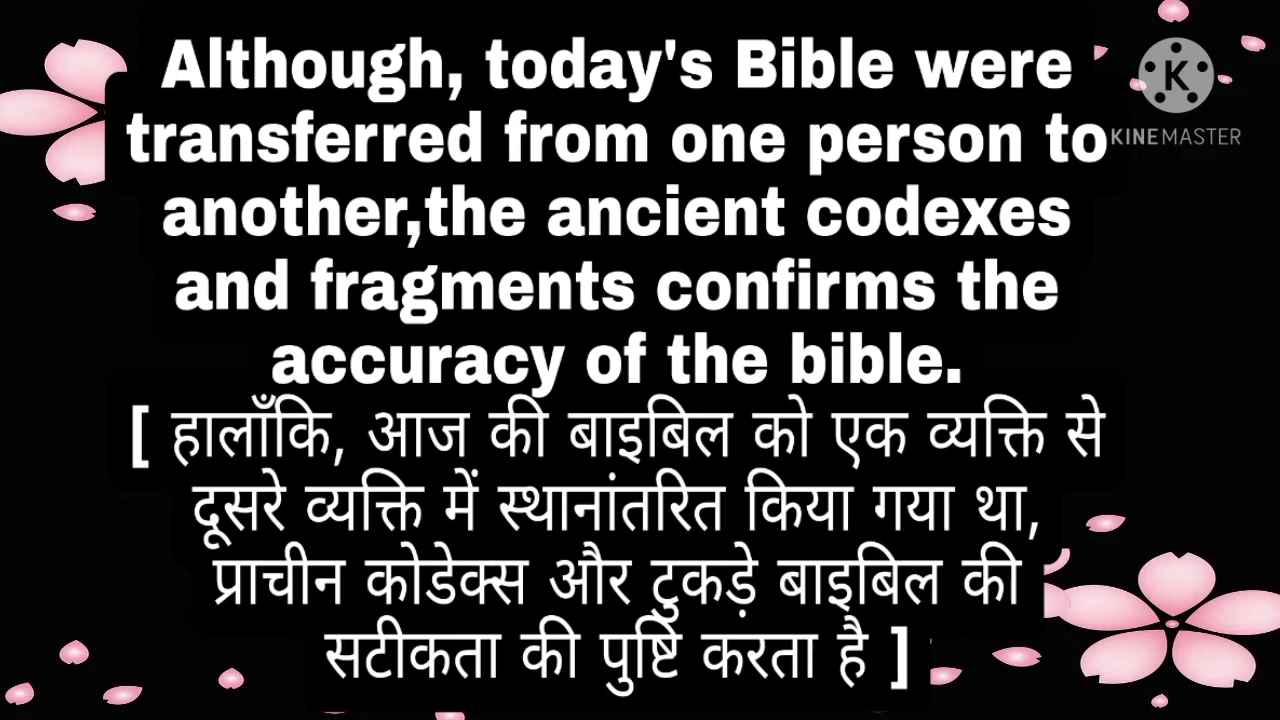 Although, today's Bible were
transferred from one person to
another,the ancient codexes
and fragments confirms the
accuracy of the bible.
[ हालाँकि, आज की बाइबिल को एक व्यक्ति से
दूसरे व्यक्ति में स्थानांतरित किया गया था,
प्राचीन कोडेक्स और टुकड़े बाइबिल की
सटीकता की पुष्टि करता है ]
K
KINEMASTER